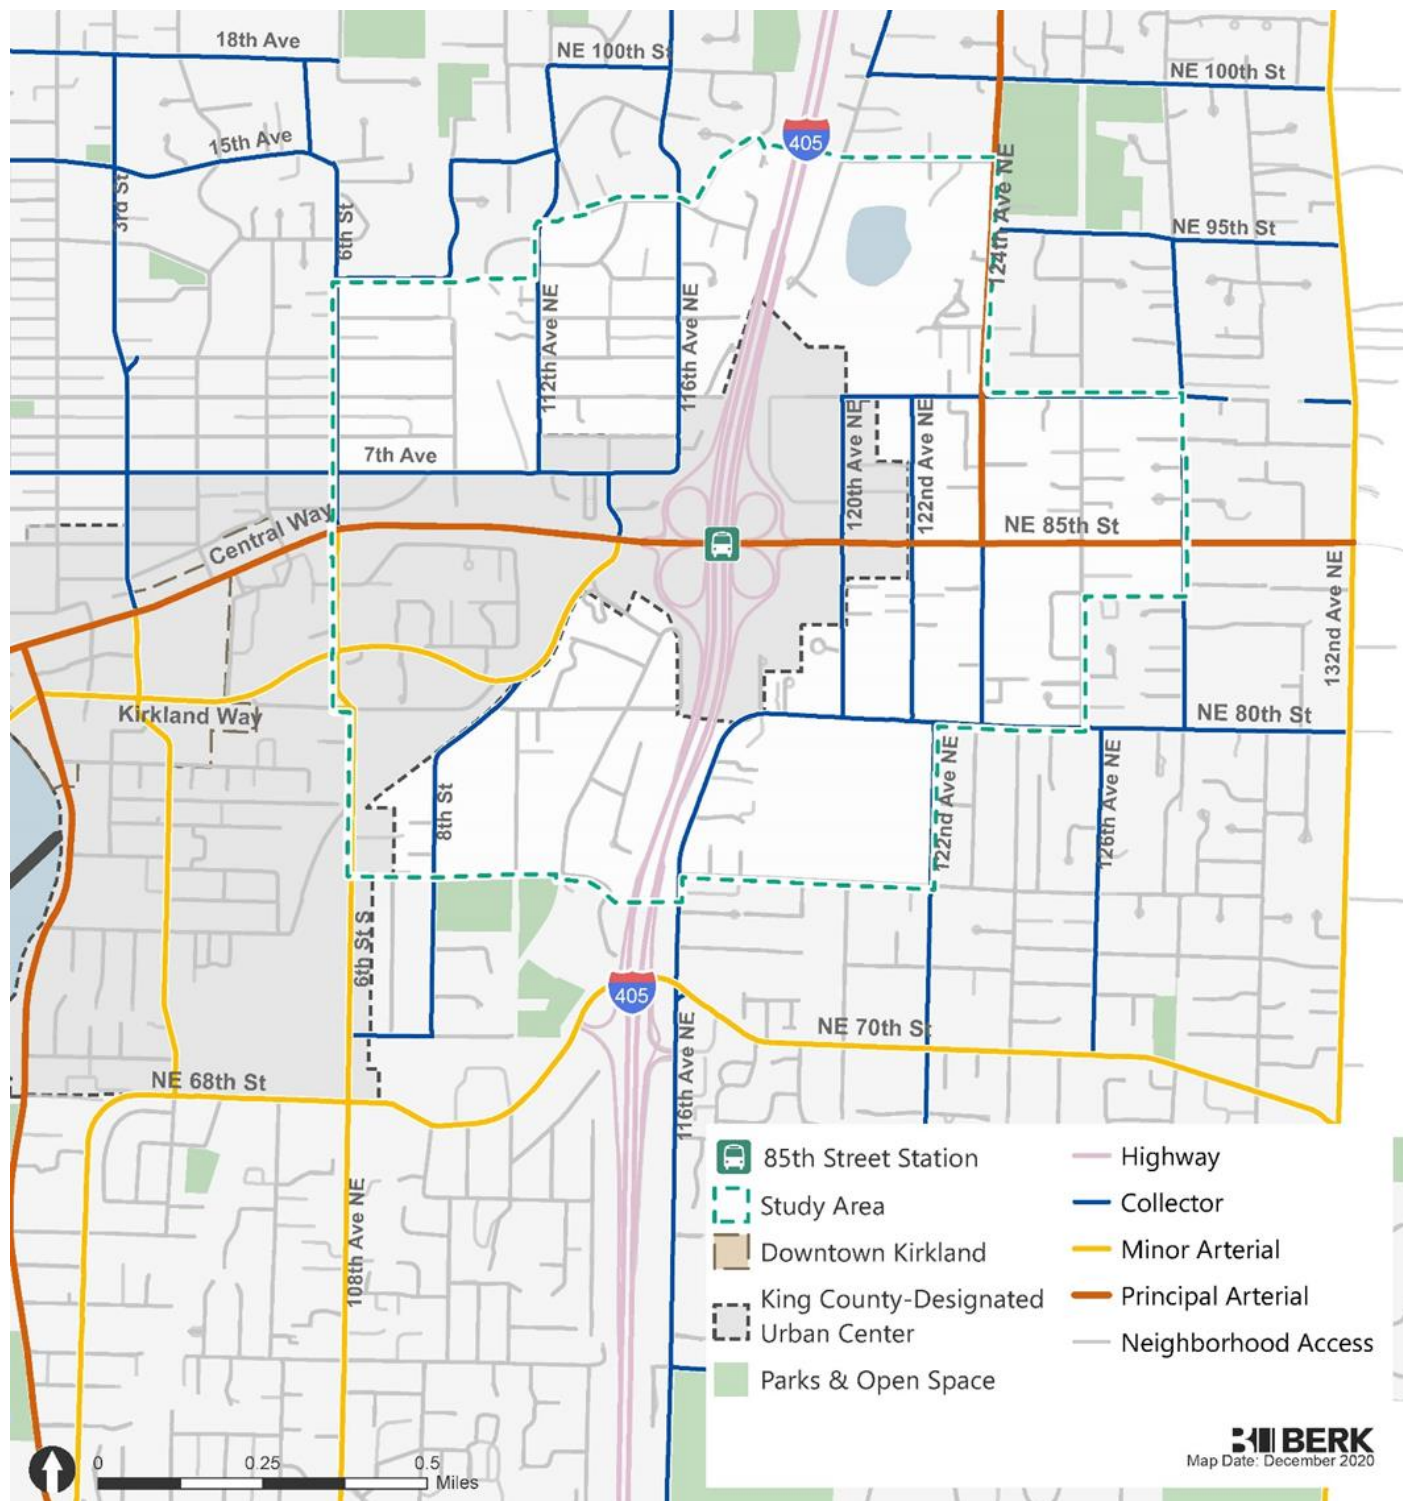 18th Ave
NE 100th St
NE 100th St
15th Ave
405
3rd St
6th St
124th Ave NE
NE 95th St
112th Ave NE
116th Ave NE
7th Ave
120th Ave NE
122nd Ave NE
Central Way
NE 85th St
132nd Ave NE
Kirkland Way
NE 80th St
8th St
122nd Ave NE
126th Ave NE
6th St S
405
NE 70th St
116th Ave NE
NE 68th St
108th Ave NE
85th Street Station
Study Area
Downtown Kirkland
King County-Designated
Urban Center
Parks & Open Space
Highway
Collector
Minor Arterial
Principal Arterial
Neighborhood Access
BERK
Map Date: December 2020
0 0.25 0.5
Miles